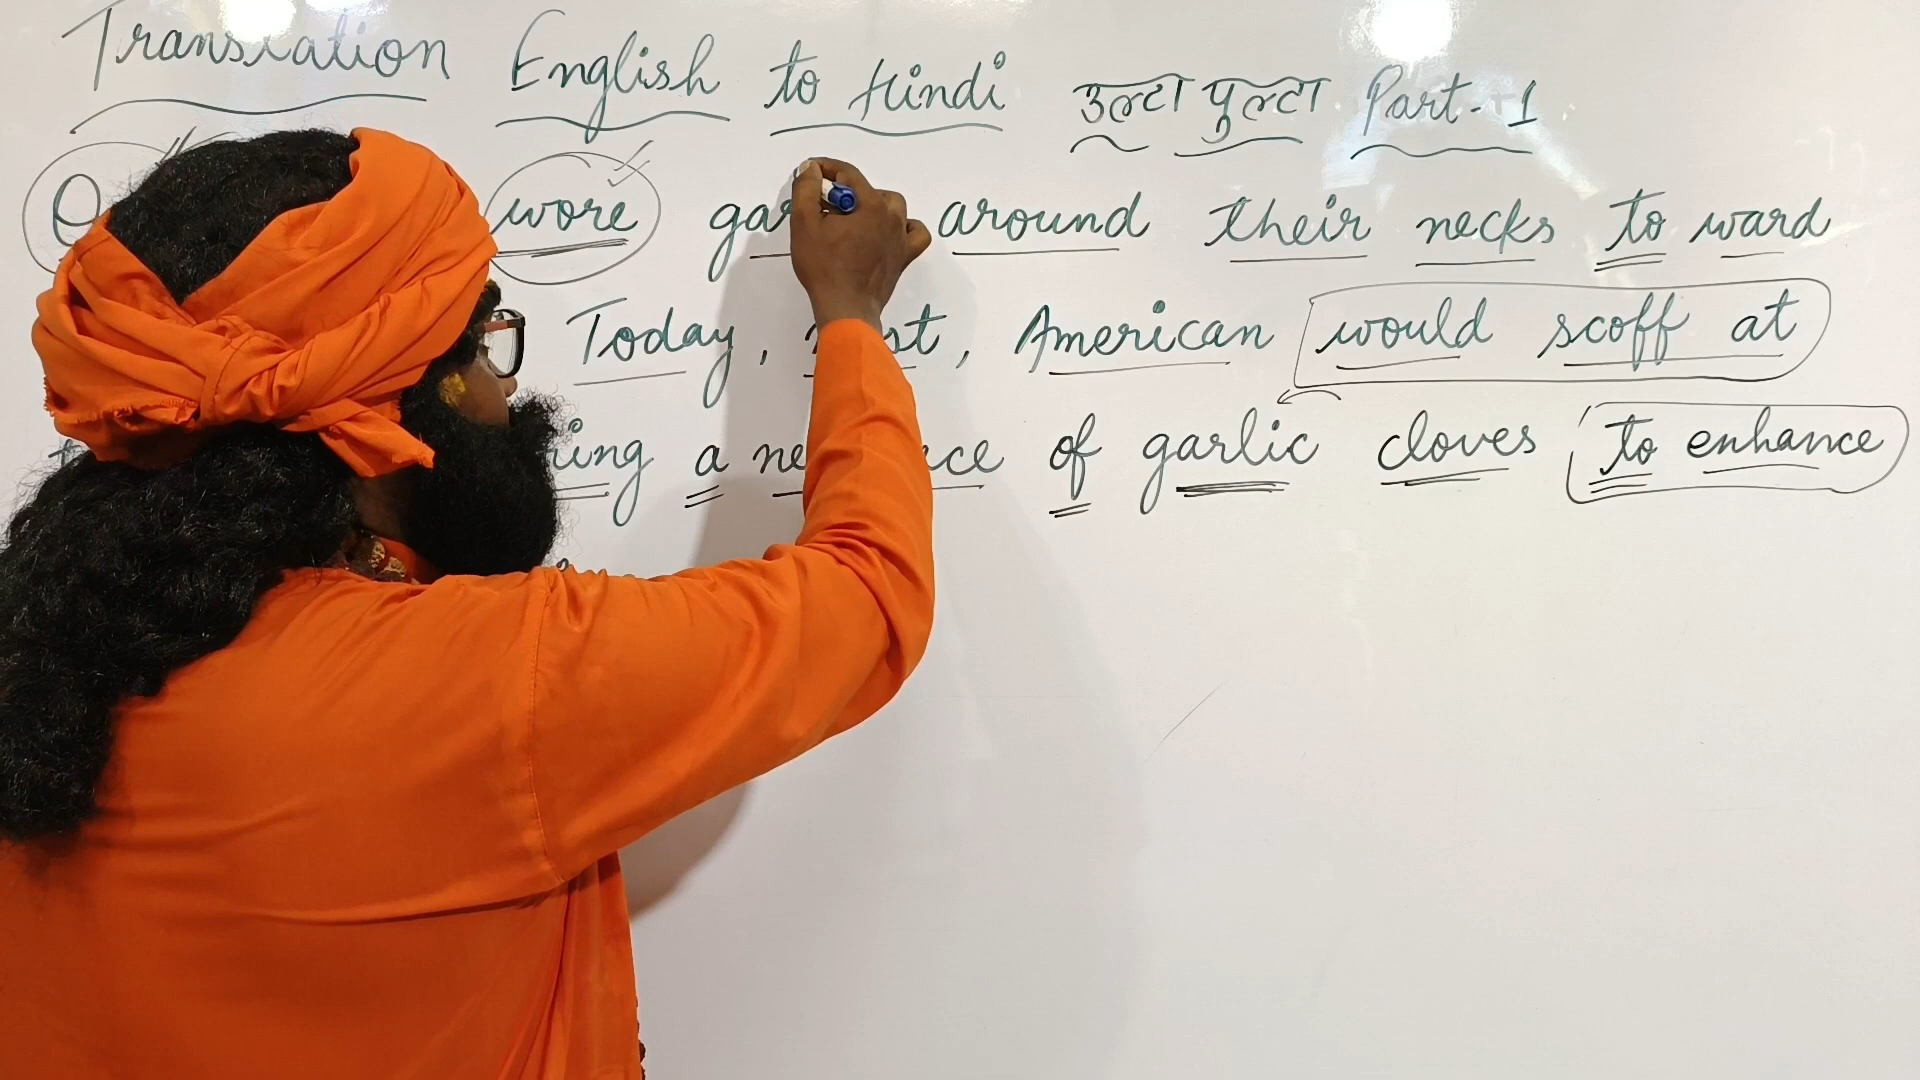 Translation English to Hindi उल्टा पुल्टा Part-1
wore around their necks to ward
Today, American would scoff at
a of garlic cloves to enhance